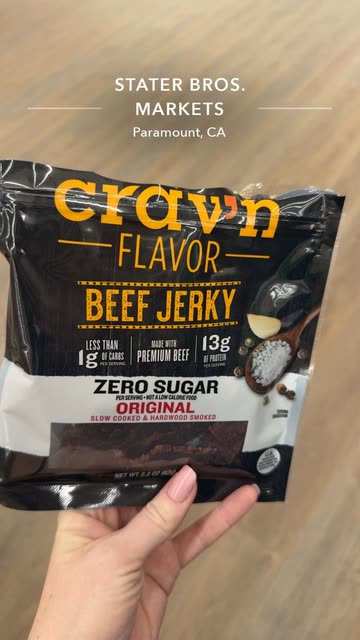 STATER BROS.
MARKETS
Paramount, CA
crav'n
FLAVOR
BEEF JERKY
LESS THAN
1g OF CARBS
PER SERVING
MADE WITH
PREMIUM BEEF
13g
OF PROTEIN
PER SERVING
ZERO SUGAR
PER SERVING • NOT A LOW CALORIE FOOD
ORIGINAL
SLOW COOKED & HARDWOOD SMOKED
SERVING
SUGGESTION